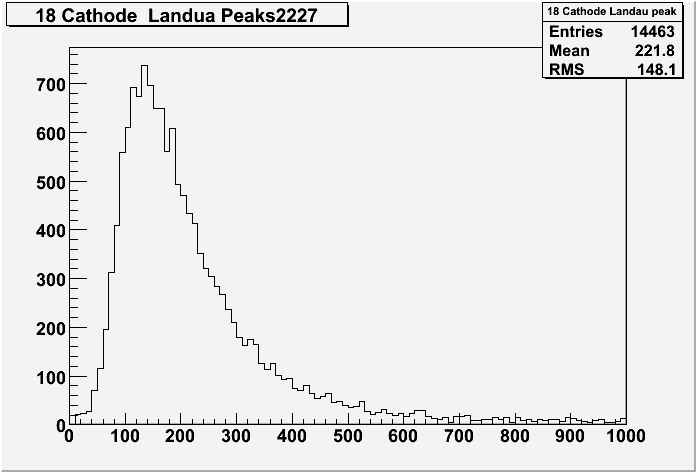 18 Cathode Landua Peaks2227
18 Cathode Landau peak
Entries 14463
Mean 221.8
RMS 148.1
700
600
500
400
300
200
100
0
0 100 200 300 400 500 600 700 800 900 1000